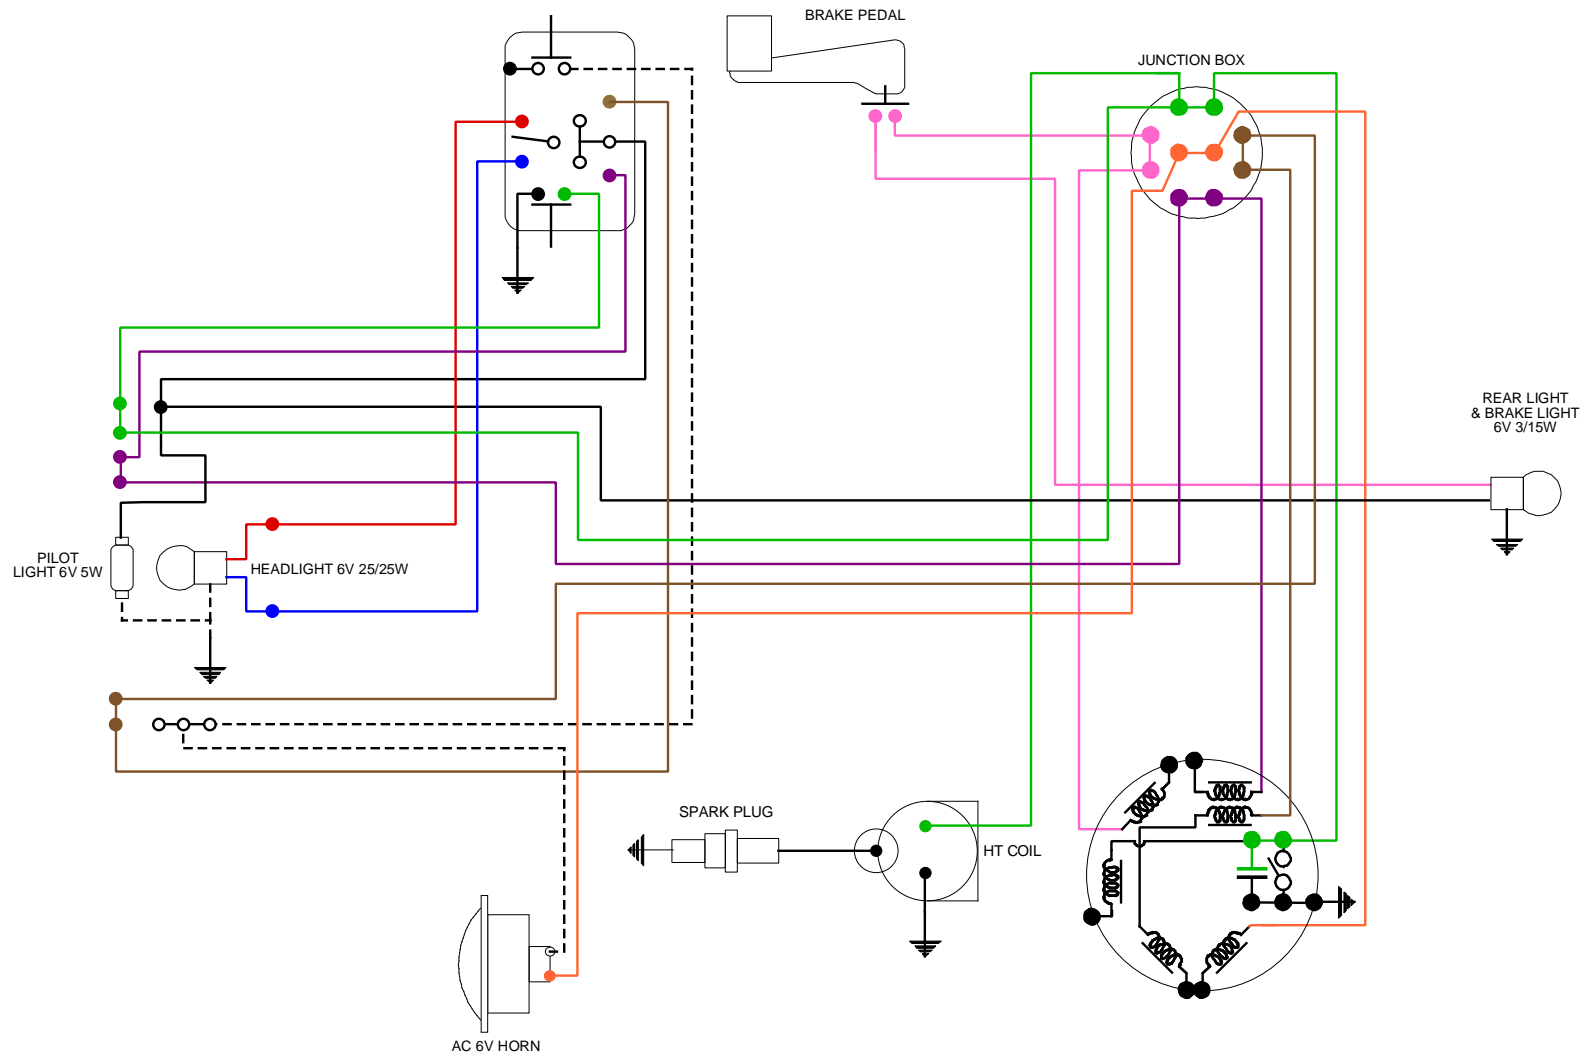 BRAKE PEDAL
JUNCTION BOX
REAR LIGHT
& BRAKE LIGHT
6V 3/15W
PILOT
LIGHT 6V 5W
HEADLIGHT 6V 25/25W
SPARK PLUG
HT COIL
AC 6V HORN